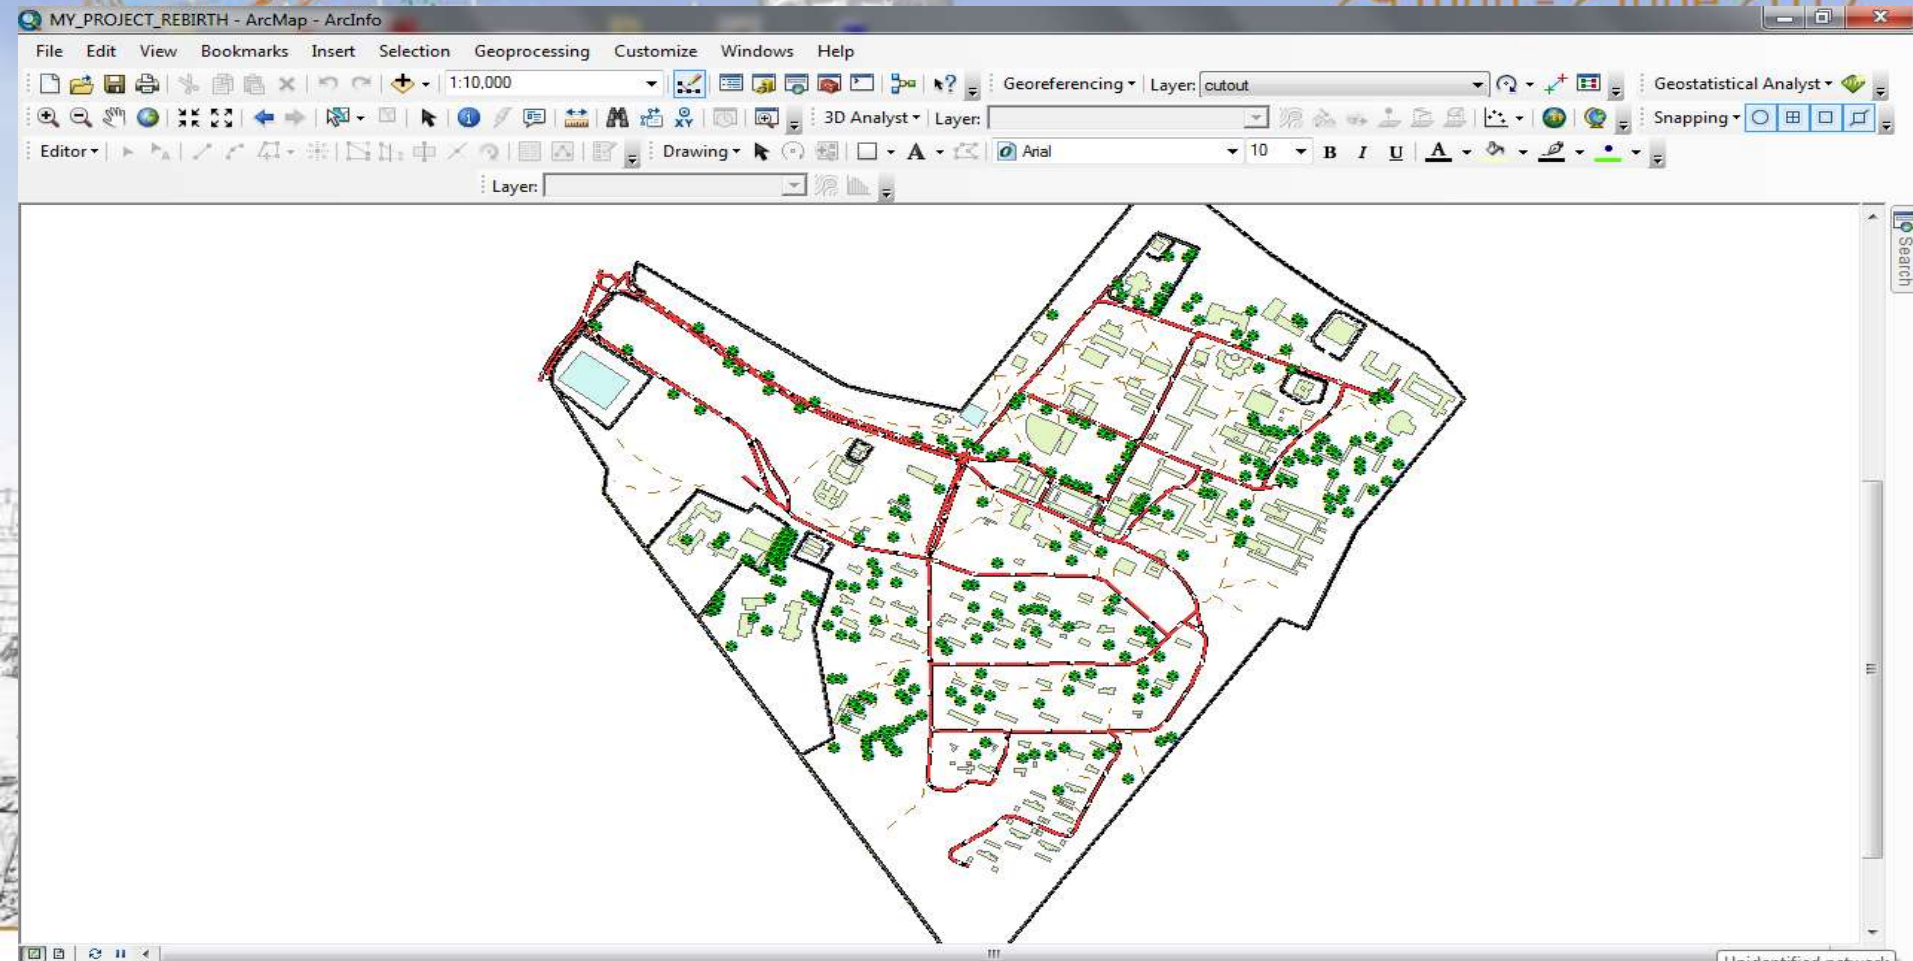 MY_PROJECT_REBIRTH - ArcMap - ArcInfo
File Edit View Bookmarks Insert Selection Geoprocessing Customize Windows Help
1:10,000 Georeferencing Layer: cutout Geostatistical Analyst
3D Analyst Layer: Snapping
Editor Drawing A Arial 10 B I U A
Layer:
Search